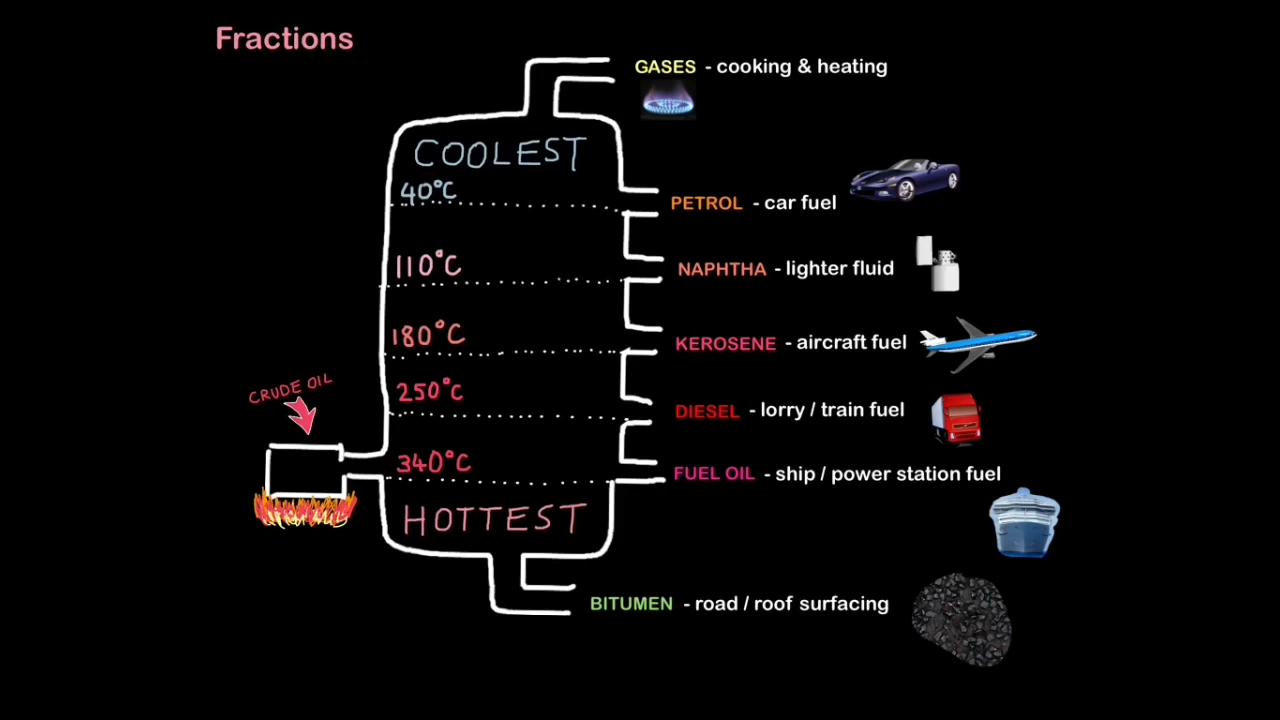 Fractions
GASES - cooking & heating
COOLEST
40°C
PETROL - car fuel
110°C
NAPHTHA - lighter fluid
180°C
KEROSENE - aircraft fuel
250°C
CRUDE OIL
DIESEL - lorry / train fuel
340°C
FUEL OIL - ship / power station fuel
HOTTEST
BITUMEN - road / roof surfacing